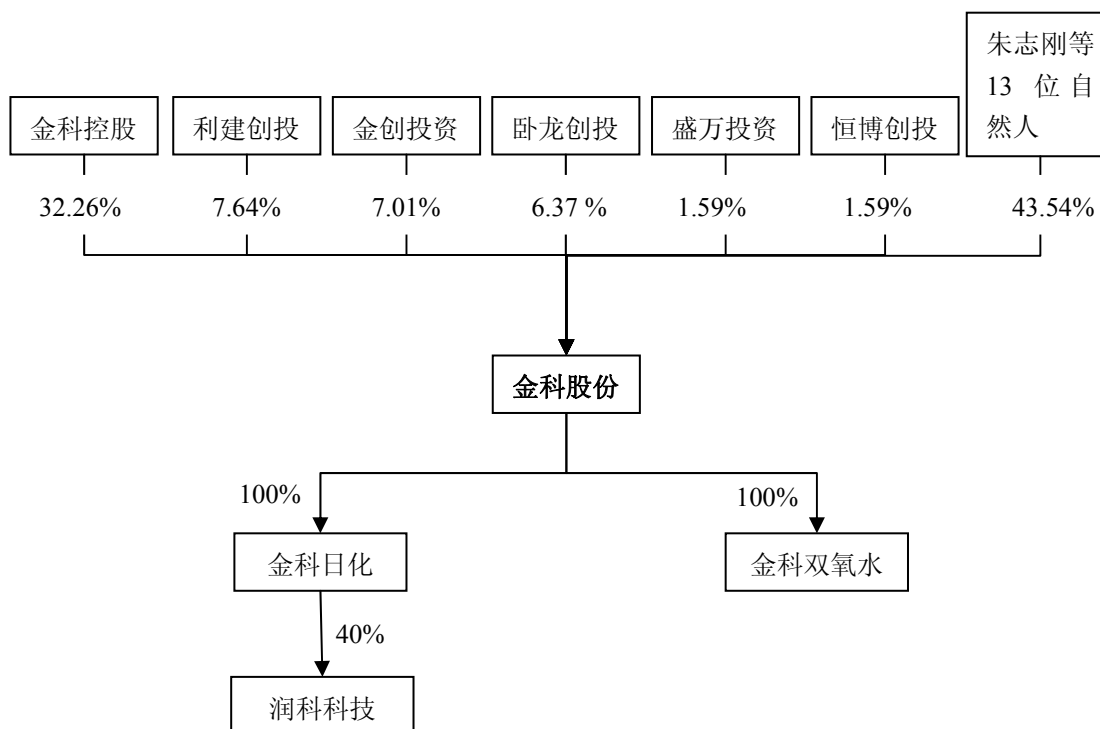 朱志刚等
13 位自
然人
金科控股
利建创投
金创投资
卧龙创投
盛万投资
恒博创投
32.26%
7.64%
7.01%
6.37 %
1.59%
1.59%
43.54%
金科股份
100%
100%
金科日化
金科双氧水
40%
润科科技